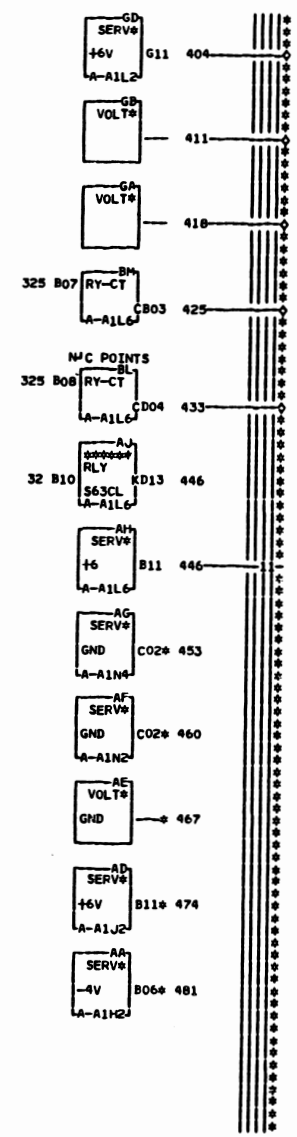 GD
SERV*
+6V G11 404
A-A1L2
GB
VOLT*
411
GA
VOLT*
418
BM
325 B07 RY-CT
CB03 425
A-A1L6
N/C POINTS
BL
325 B08 RY-CT
CD04 433
A-A1L6
AJ
******
RLY
32 B10 KD13 446
S63CL
A-A1L6
AH
SERV*
+6 B11 446 11
A-A1L6
AG
SERV*
GND C02* 453
A-A1N4
AF
SERV*
GND C02* 460
A-A1N2
AE
VOLT*
GND —* 467
AD
SERV*
+6V B11* 474
A-A1J2
AA
SERV*
-4V B06* 481
A-A1H2